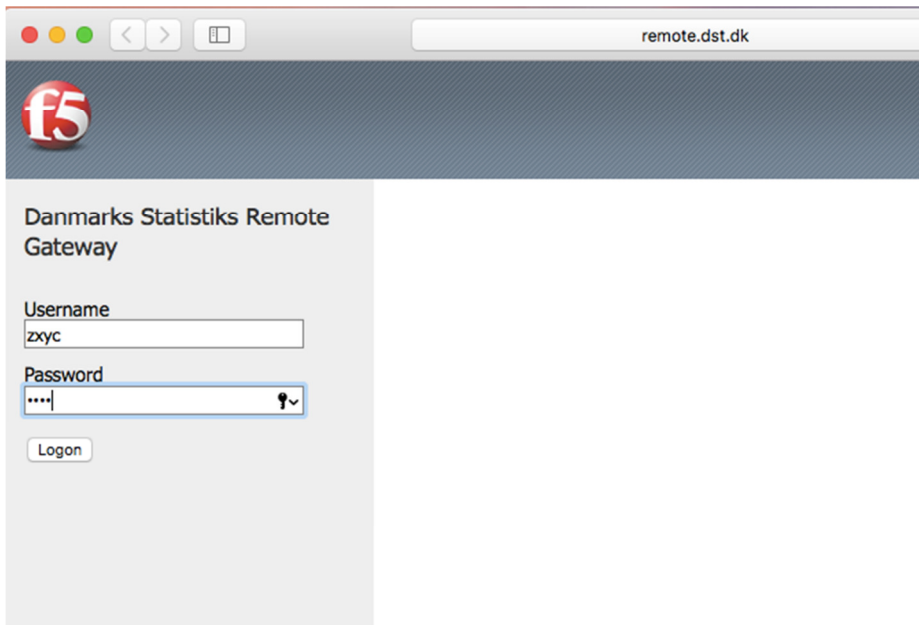 remote.dst.dk
f5
Danmarks Statistiks Remote
Gateway
Username
zxyc
Password
••••
Logon